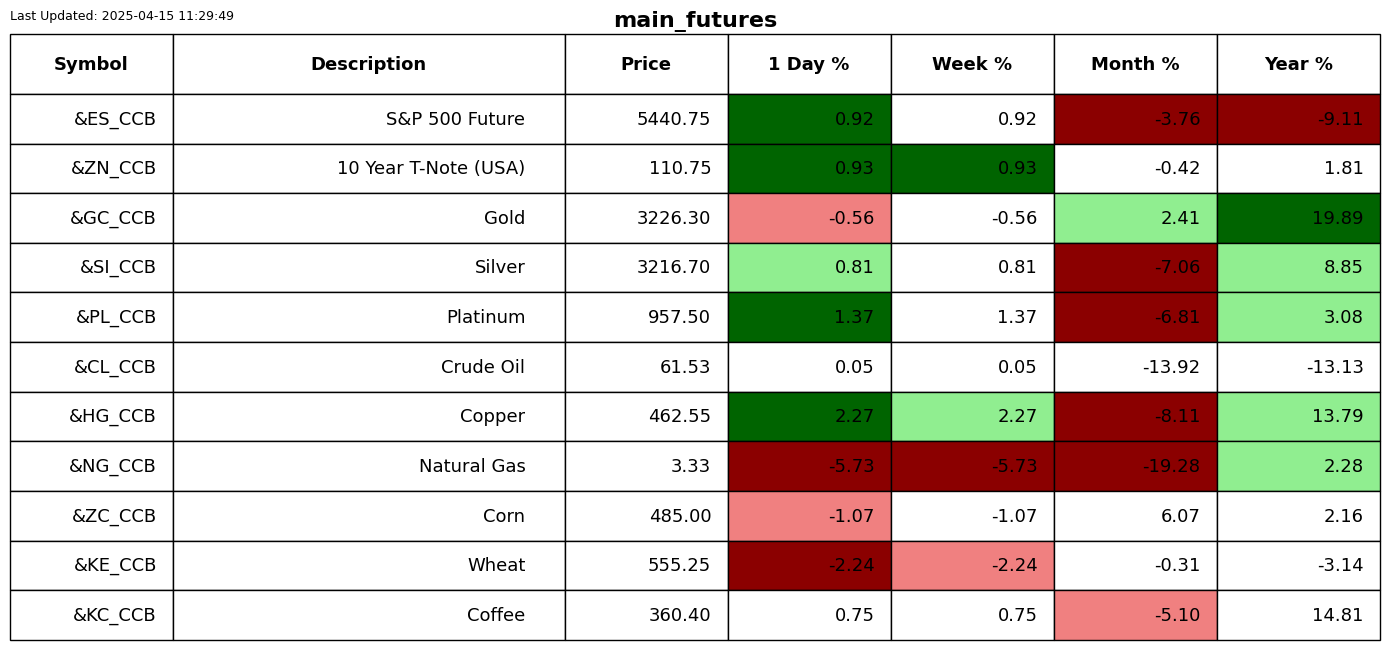 Last Updated: 2025-04-15 11:29:49
main_futures
Symbol Description Price 1 Day % Week % Month % Year %
&ES_CCB S&P 500 Future 5440.75 0.92 0.92 -3.76 -9.11
&ZN_CCB 10 Year T-Note (USA) 110.75 0.93 0.93 -0.42 1.81
&GC_CCB Gold 3226.30 -0.56 -0.56 2.41 19.89
&SI_CCB Silver 3216.70 0.81 0.81 -7.06 8.85
&PL_CCB Platinum 957.50 1.37 1.37 -6.81 3.08
&CL_CCB Crude Oil 61.53 0.05 0.05 -13.92 -13.13
&HG_CCB Copper 462.55 2.27 2.27 -8.11 13.79
&NG_CCB Natural Gas 3.33 -5.73 -5.73 -19.28 2.28
&ZC_CCB Corn 485.00 -1.07 -1.07 6.07 2.16
&KE_CCB Wheat 555.25 -2.24 -2.24 -0.31 -3.14
&KC_CCB Coffee 360.40 0.75 0.75 -5.10 14.81